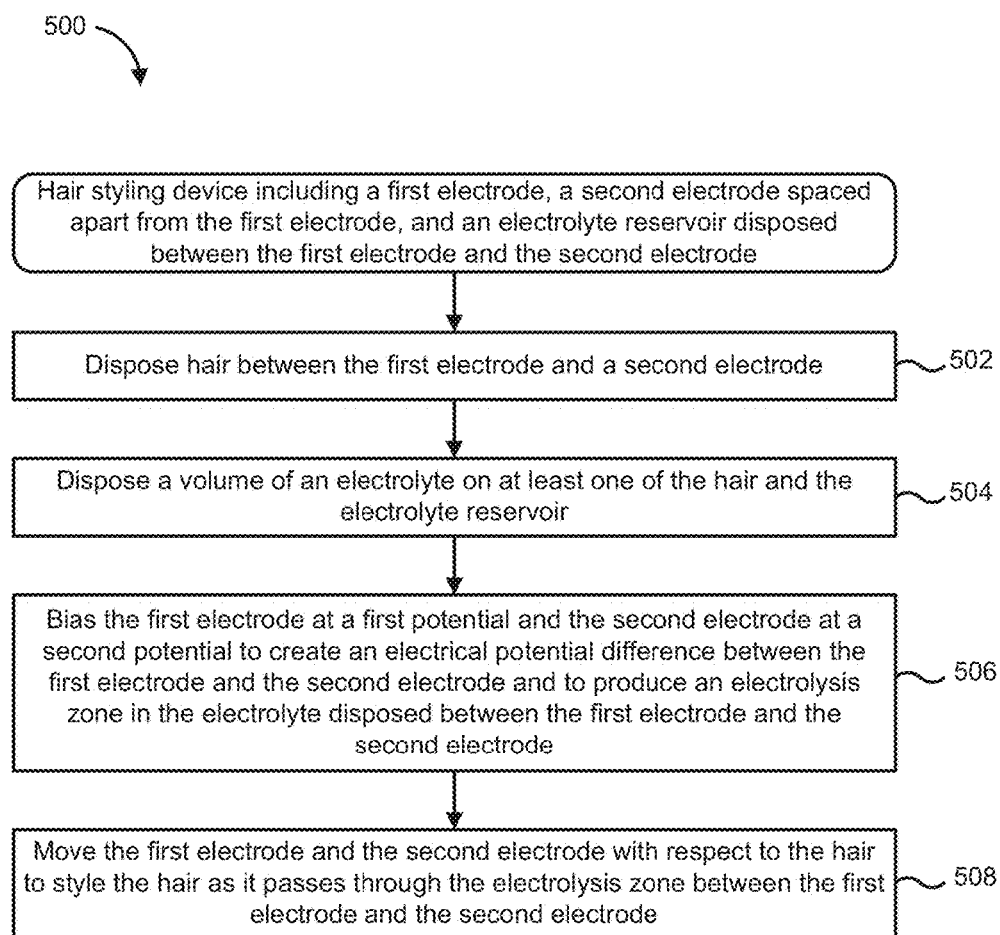 500
Hair styling device including a first electrode, a second electrode spaced
apart from the first electrode, and an electrolyte reservoir disposed
between the first electrode and the second electrode
Dispose hair between the first electrode and a second electrode
502
Dispose a volume of an electrolyte on at least one of the hair and the
electrolyte reservoir
504
Bias the first electrode at a first potential and the second electrode at a
second potential to create an electrical potential difference between the
first electrode and the second electrode and to produce an electrolysis
zone in the electrolyte disposed between the first electrode and the
second electrode
506
Move the first electrode and the second electrode with respect to the hair
to style the hair as it passes through the electrolysis zone between the first
electrode and the second electrode
508